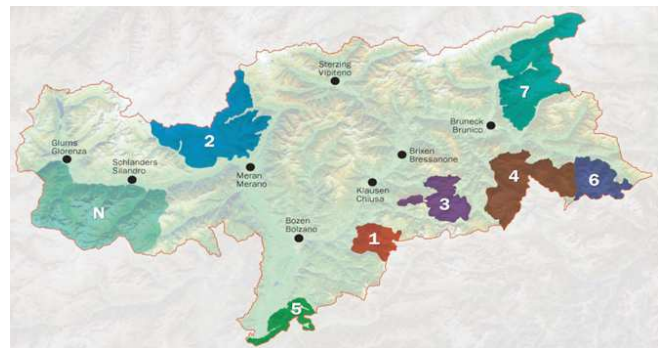 Sterzing
Vipiteno
7
2
Bruneck
Brunico
Glurns
Glorenza
Brixen
Bressanone
Schlanders
Silandro
Meran
Merano
Klausen
Chiusa
4
6
3
N
Bozen
Bolzano
1
5